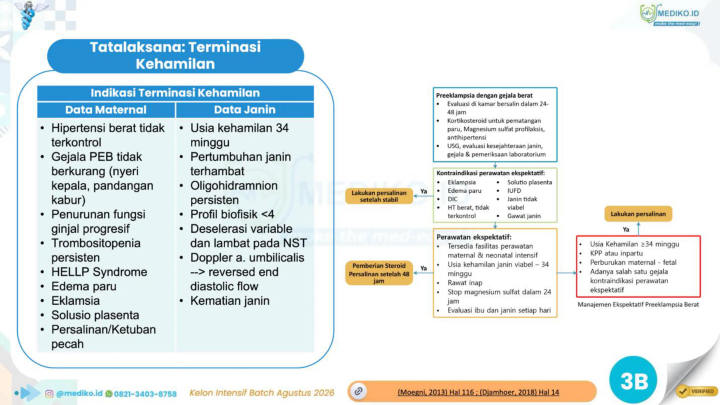 MEDIKO.ID
make the med-easy!
Tatalaksana: Terminasi
Kehamilan
Indikasi Terminasi Kehamilan
Data Maternal
Data Janin
• Hipertensi berat tidak
terkontrol
• Gejala PEB tidak
berkurang (nyeri
kepala, pandangan
kabur)
• Penurunan fungsi
ginjal progresif
• Trombositopenia
persisten
• HELLP Syndrome
• Edema paru
• Eklamsia
• Solusio plasenta
• Persalinan/Ketuban
pecah
• Usia kehamilan 34
minggu
• Pertumbuhan janin
terhambat
• Oligohidramnion
persisten
• Profil biofisik <4
• Deselerasi variable
dan lambat pada NST
• Doppler a. umbilicalis
--> reversed end
diastolic flow
• Kematian janin
Preeklampsia dengan gejala berat
• Evaluasi di kamar bersalin dalam 24-
48 jam
• Kortikosteroid untuk pematangan
paru, Magnesium sulfat profilaksis,
antihipertensi
• USG, evaluasi kesejahteraan janin,
gejala & pemeriksaan laboratorium
Kontraindikasi perawatan ekspektatif:
• Eklampsia
• Edema paru
• DIC
• HT berat, tidak
terkontrol
• Solutio plasenta
• IUFD
• Janin tidak
viabel
• Gawat janin
Ya
Lakukan persalinan
setelah stabil
Perawatan ekspektatif:
• Tersedia fasilitas perawatan
maternal & neonatal intensif
• Usia kehamilan janin viabel – 34
minggu
• Rawat inap
• Stop magnesium sulfat dalam 24
jam
• Evaluasi ibu dan janin setiap hari
Ya
Pemberian Steroid
Persalinan setelah 48
jam
Lakukan persalinan
Ya
• Usia Kehamilan ≥34 minggu
• KPP atau inpartu
• Perburukan maternal - fetal
• Adanya salah satu gejala
kontraindikasi perawatan
ekspektatif
Manajemen Ekspektatif Preeklampsia Berat
@mediko.id 0821-3403-8758
Kelon Intensif Batch Agustus 2026
(Moegni, 2013) Hal 116 ; (Djamhoer, 2018) Hal 14
3B
VERIFIED